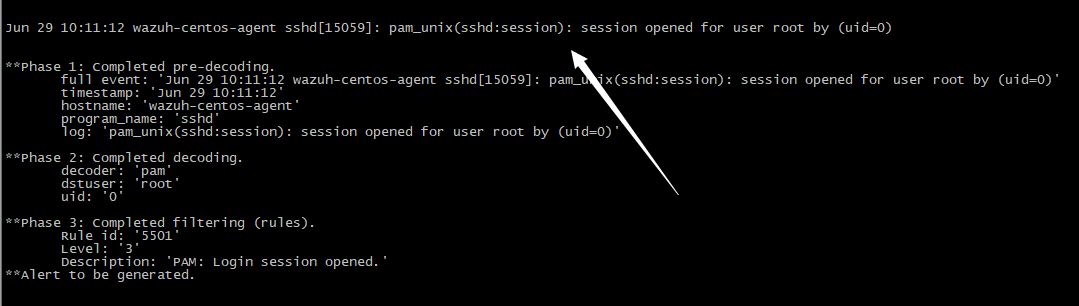 Jun 29 10:11:12 wazuh-centos-agent sshd[15059]: pam_unix(sshd:session): session opened for user root by (uid=0)
**Phase 1: Completed pre-decoding.
full event: 'Jun 29 10:11:12 wazuh-centos-agent sshd[15059]: pam_unix(sshd:session): session opened for user root by (uid=0)'
timestamp: 'Jun 29 10:11:12'
hostname: 'wazuh-centos-agent'
program_name: 'sshd'
log: 'pam_unix(sshd:session): session opened for user root by (uid=0)'
**Phase 2: Completed decoding.
decoder: 'pam'
dstuser: 'root'
uid: '0'
**Phase 3: Completed filtering (rules).
Rule id: '5501'
Level: '3'
Description: 'PAM: Login session opened.'
**Alert to be generated.